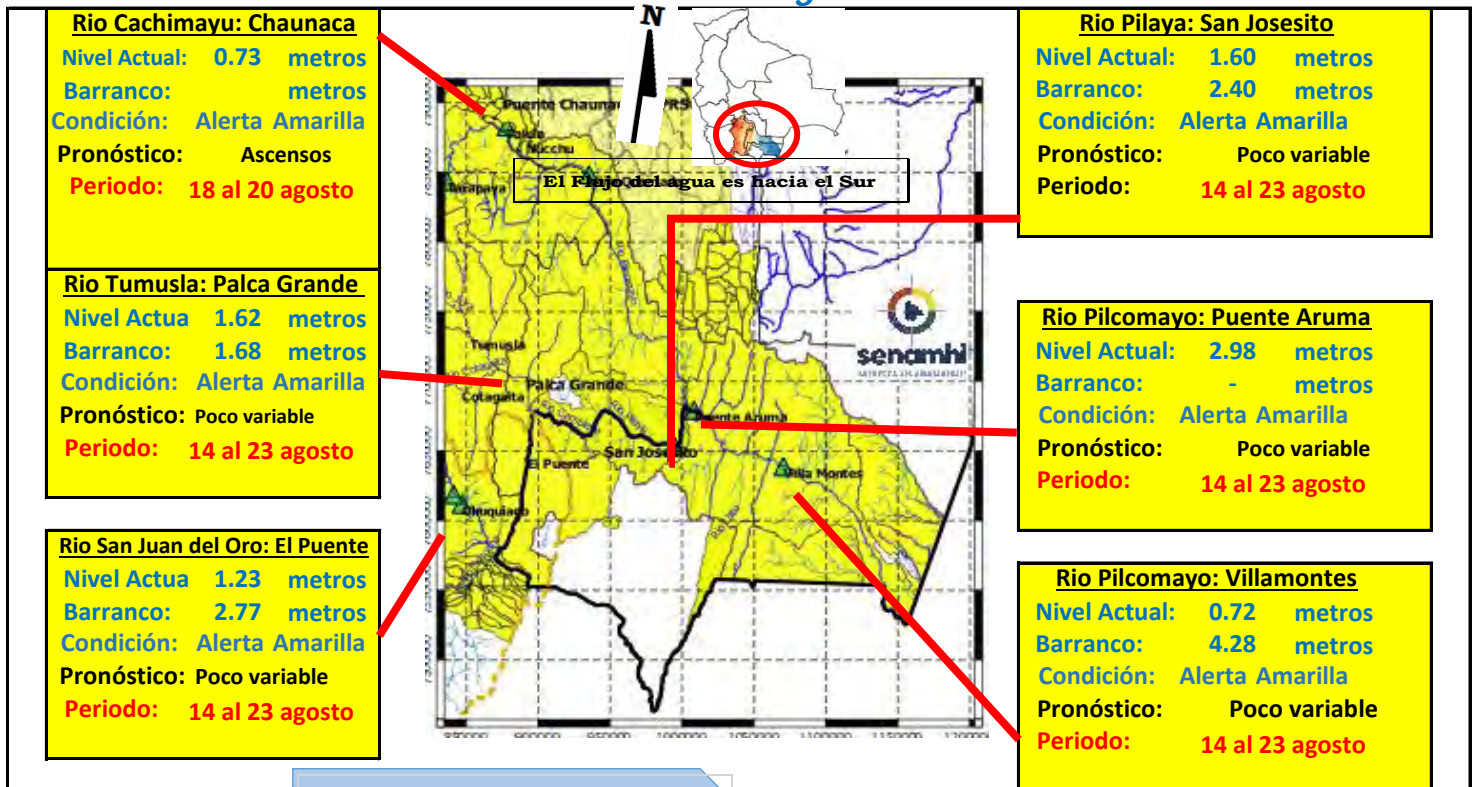 Rio Cachimayu: Chaunaca
Nivel Actual: 0.73 metros
Barranco: metros
Condición: Alerta Amarilla
Pronóstico: Ascensos
Periodo: 18 al 20 agosto
Rio Tumusla: Palca Grande
Nivel Actua 1.62 metros
Barranco: 1.68 metros
Condición: Alerta Amarilla
Pronóstico: Poco variable
Periodo: 14 al 23 agosto
Rio San Juan del Oro: El Puente
Nivel Actua 1.23 metros
Barranco: 2.77 metros
Condición: Alerta Amarilla
Pronóstico: Poco variable
Periodo: 14 al 23 agosto
N
Puente Chaunaca
Nucchu
Tarapaya
El Flujo del agua es hacia el Sur
senamhi
Tumusla
Palca Grande
Cotagaita
Puente Aruma
San Josesito
El Puente
Villa Montes
Chuquiago
900000 950000 1000000 1050000 1100000 1150000
Rio Pilaya: San Josesito
Nivel Actual: 1.60 metros
Barranco: 2.40 metros
Condición: Alerta Amarilla
Pronóstico: Poco variable
Periodo: 14 al 23 agosto
Rio Pilcomayo: Puente Aruma
Nivel Actual: 2.98 metros
Barranco: - metros
Condición: Alerta Amarilla
Pronóstico: Poco variable
Periodo: 14 al 23 agosto
Rio Pilcomayo: Villamontes
Nivel Actual: 0.72 metros
Barranco: 4.28 metros
Condición: Alerta Amarilla
Pronóstico: Poco variable
Periodo: 14 al 23 agosto